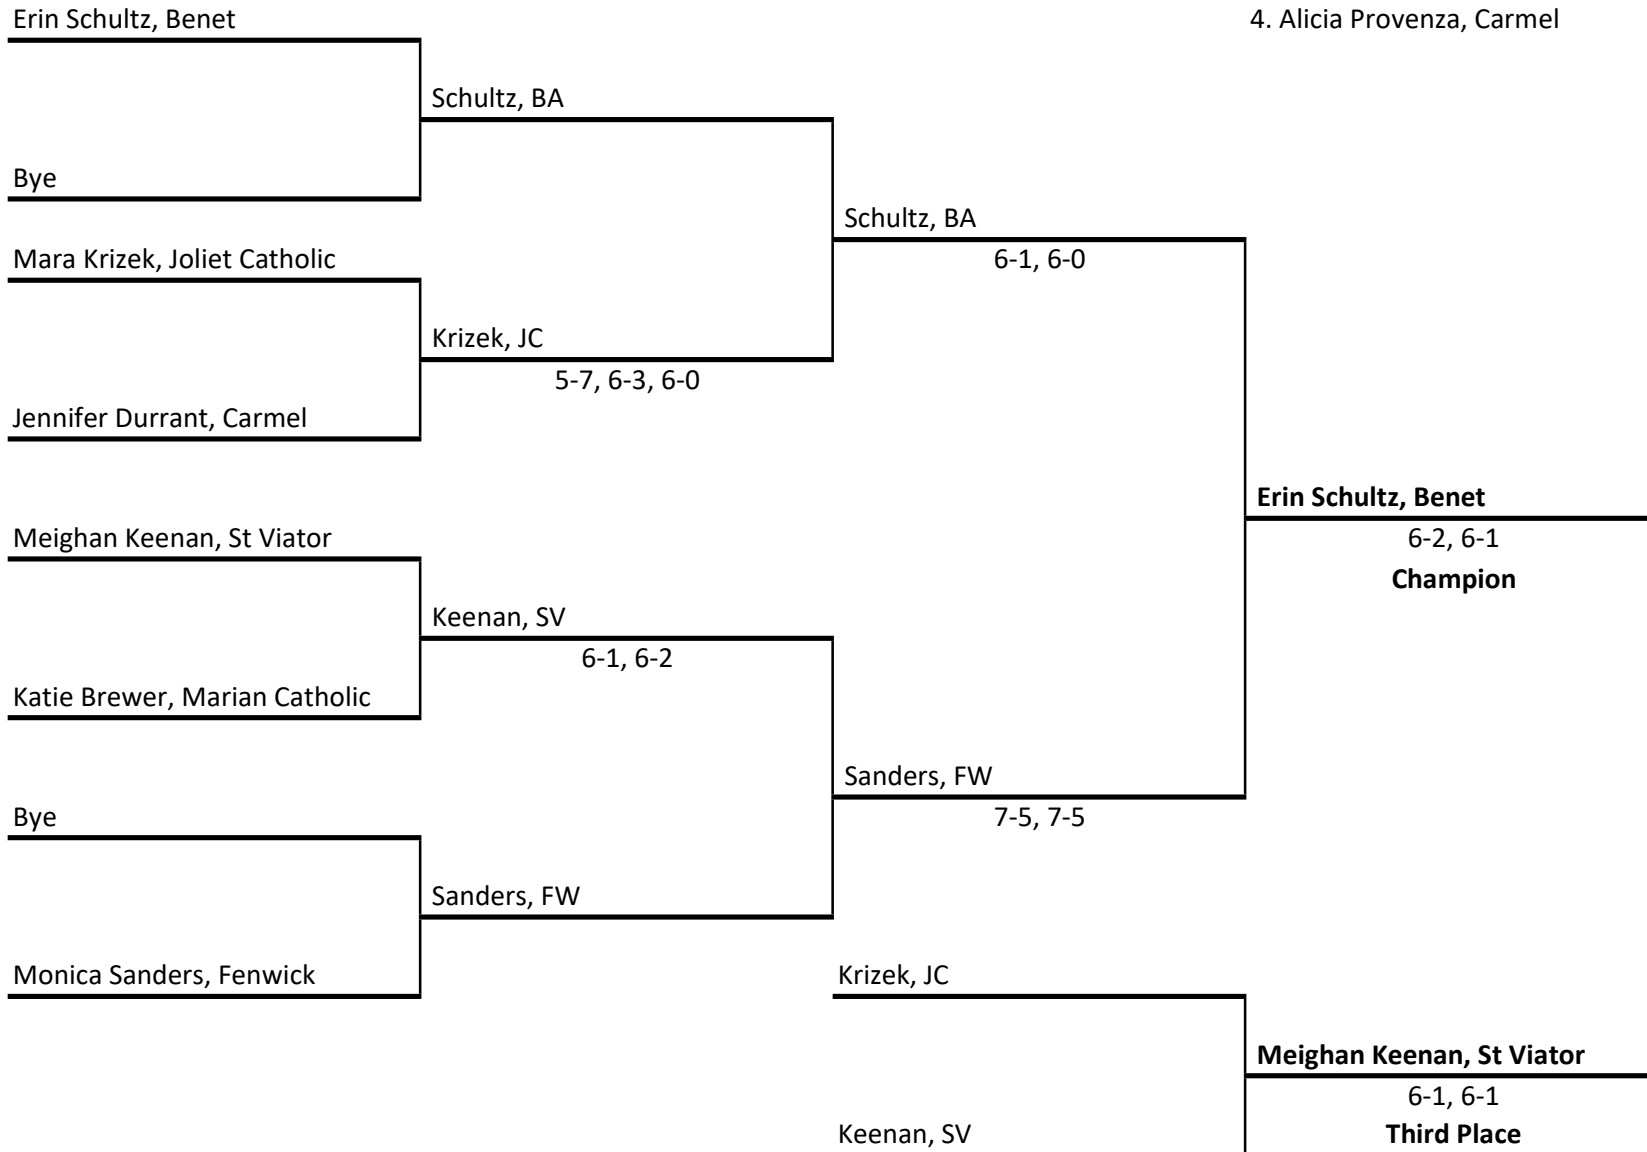 Erin Schultz, Benet
4. Alicia Provenza, Carmel
Schultz, BA
Bye
Schultz, BA
6-1, 6-0
Mara Krizek, Joliet Catholic
Krizek, JC
5-7, 6-3, 6-0
Jennifer Durrant, Carmel
Erin Schultz, Benet
6-2, 6-1
Champion
Meighan Keenan, St Viator
Keenan, SV
6-1, 6-2
Katie Brewer, Marian Catholic
Sanders, FW
7-5, 7-5
Bye
Sanders, FW
Monica Sanders, Fenwick
Krizek, JC
Meighan Keenan, St Viator
6-1, 6-1
Keenan, SV
Third Place